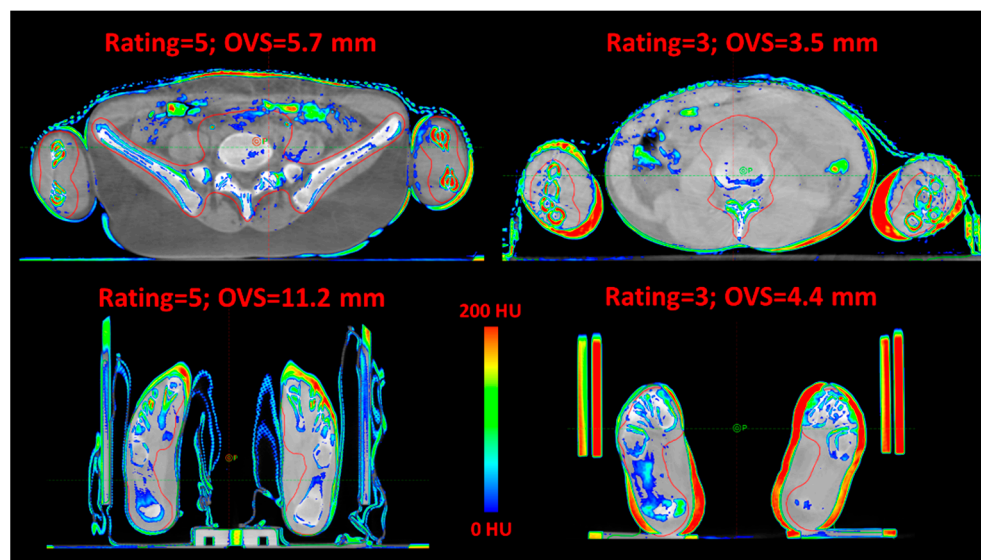 Rating=5; OVS=5.7 mm
Rating=3; OVS=3.5 mm
P
P
Rating=5; OVS=11.2 mm
Rating=3; OVS=4.4 mm
200 HU
P
P
0 HU